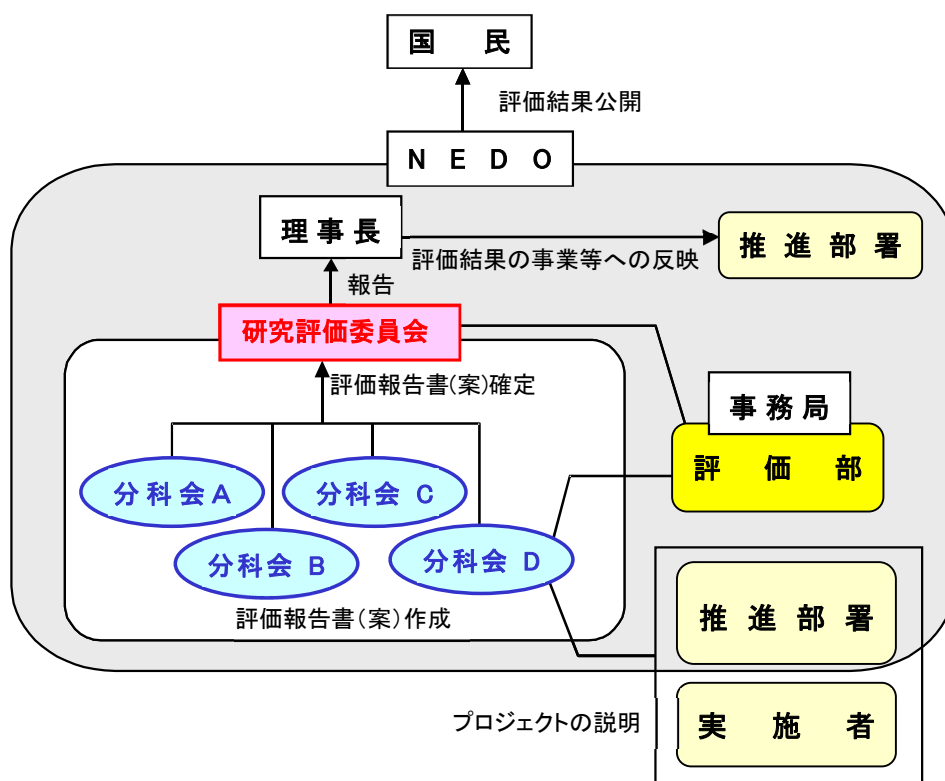 国 民
評価結果公開
N E D O
理事長
推進部署
評価結果の事業等への反映
報告
研究評価委員会
評価報告書(案)確定
事務局
評 価 部
分科会A
分科会 C
分科会 B
分科会 D
評価報告書(案)作成
推進部署
プロジェクトの説明
実 施 者